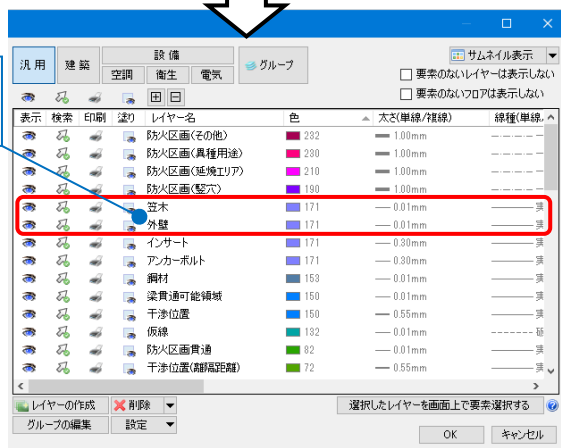 サムネイル表示
汎用 建築 設備 グループ
空調 衛生 電気
要素のないレイヤーは表示しない
要素のないフロアは表示しない
表示 検索 印刷 塗り レイヤー名 色 太さ(単線/複線) 線種(単線
防火区画(その他) 232 1.00mm
防火区画(異種用途) 230 1.00mm
防火区画(延焼エリア) 210 1.00mm
防火区画(竪穴) 190 1.00mm
笠木 171 0.01mm 実
外壁 171 0.01mm 実
インサート 171 0.30mm 実
アンカーボルト 171 0.30mm 実
鋼材 153 0.01mm 実
梁貫通可能領域 150 0.01mm 実
干渉位置 150 0.55mm 実
仮線 132 0.01mm 破
防火区画貫通 82 0.01mm 実
干渉位置(離隔距離) 72 0.55mm 実
レイヤーの作成 削除 選択したレイヤーを画面上で要素選択する
グループの編集 設定
OK キャンセル